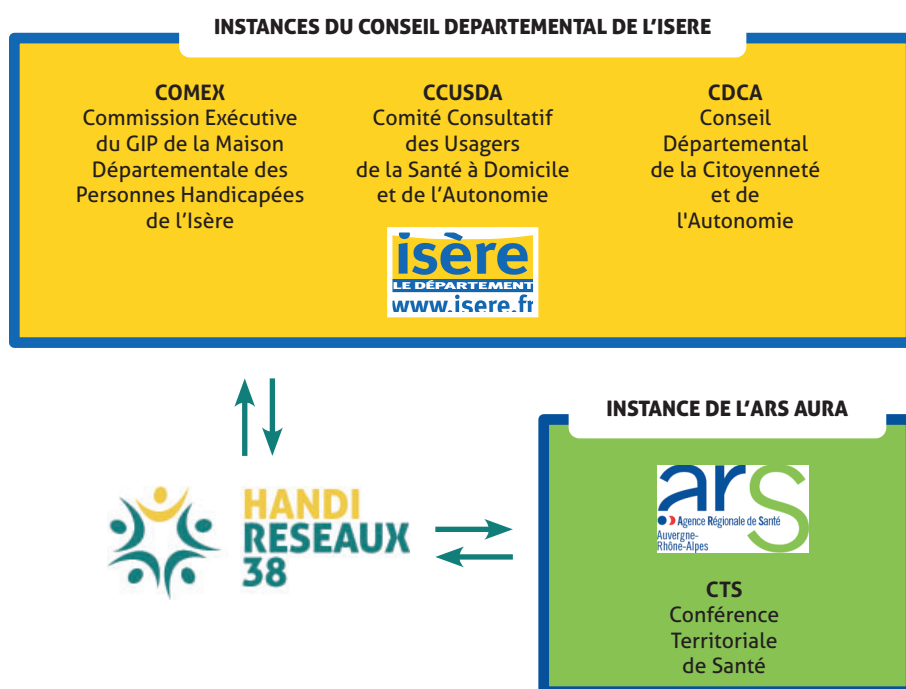 INSTANCES DU CONSEIL DEPARTEMENTAL DE L'ISERE
COMEX
Commission Exécutive
du GIP de la Maison
Départementale des
Personnes Handicapées
de l'Isère
CCUSDA
Comité Consultatif
des Usagers
de la Santé à Domicile
et de l'Autonomie
isère
LE DÉPARTEMENT
www.isere.fr
CDCA
Conseil
Départemental
de la Citoyenneté
et de
l'Autonomie
HANDI
RESEAUX
38
INSTANCE DE L'ARS AURA
ars
Agence Régionale de Santé
Auvergne-
Rhône-Alpes
CTS
Conférence
Territoriale
de Santé